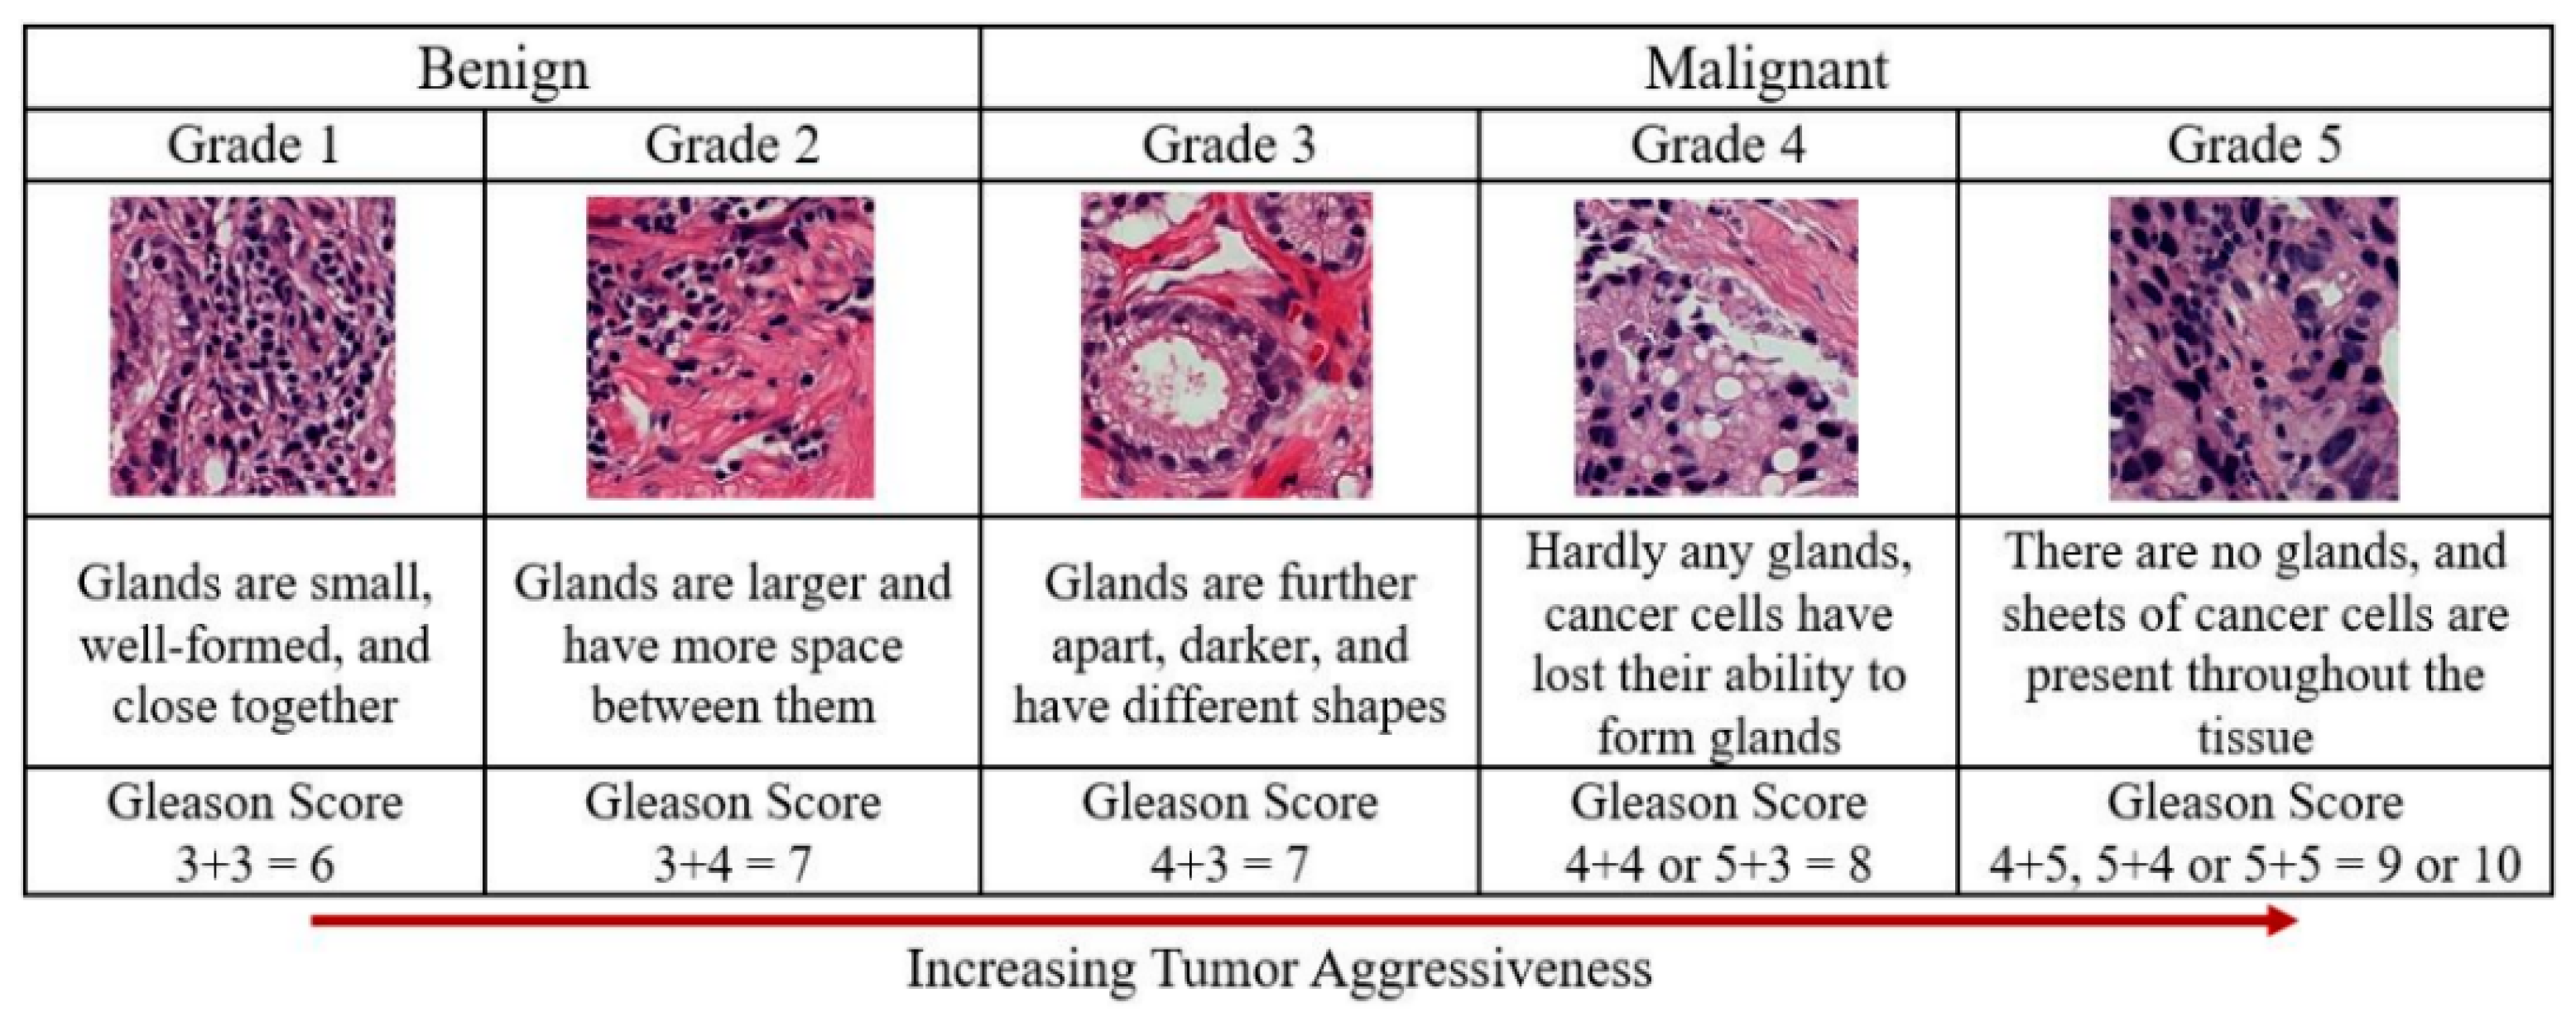 Benign
Malignant
Grade 1
Grade 2
Grade 3
Grade 4
Grade 5
Glands are small,
well-formed, and
close together
Glands are larger and
have more space
between them
Glands are further
apart, darker, and
have different shapes
Hardly any glands,
cancer cells have
lost their ability to
form glands
There are no glands, and
sheets of cancer cells are
present throughout the
tissue
Gleason Score
3+3 = 6
Gleason Score
3+4 = 7
Gleason Score
4+3 = 7
Gleason Score
4+4 or 5+3 = 8
Gleason Score
4+5, 5+4 or 5+5 = 9 or 10
Increasing Tumor Aggressiveness